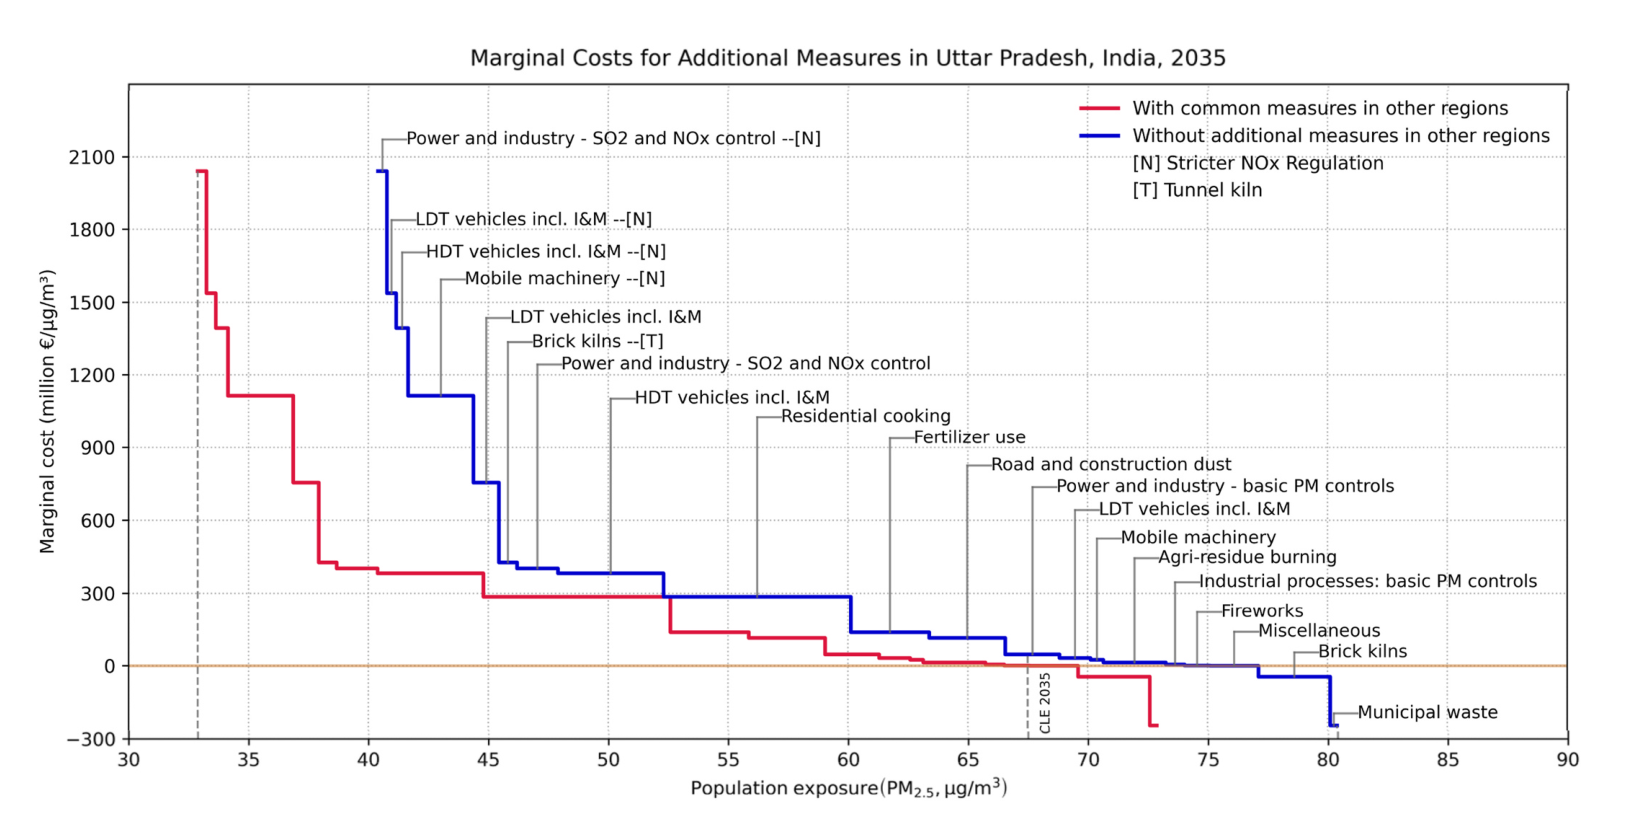 Marginal Costs for Additional Measures in Uttar Pradesh, India, 2035
With common measures in other regions
Without additional measures in other regions
[N] Stricter NOx Regulation
[T] Tunnel kiln
Power and industry - SO2 and NOx control --[N]
LDT vehicles incl. I&M --[N]
HDT vehicles incl. I&M --[N]
Mobile machinery --[N]
LDT vehicles incl. I&M
Brick kilns --[T]
Power and industry - SO2 and NOx control
HDT vehicles incl. I&M
Residential cooking
Fertilizer use
Road and construction dust
Power and industry - basic PM controls
LDT vehicles incl. I&M
Mobile machinery
Agri-residue burning
Industrial processes: basic PM controls
Fireworks
Miscellaneous
Brick kilns
Municipal waste
CLE 2035
Marginal cost (million €/μg/m³)
2100
1800
1500
1200
900
600
300
0
−300
30 35 40 45 50 55 60 65 70 75 80 85 90
Population exposure(PM₂.₅, μg/m³)